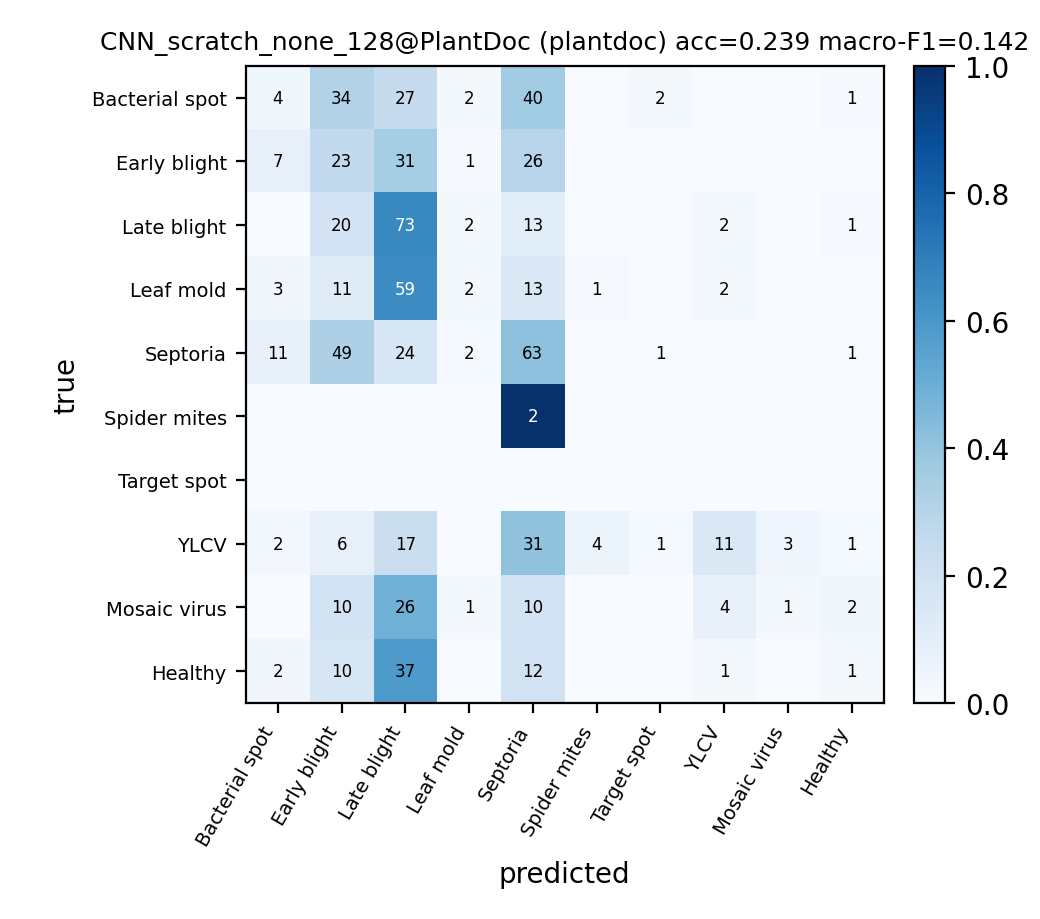 CNN_scratch_none_128@PlantDoc (plantdoc) acc=0.239 macro-F1=0.142
true
Bacterial spot 4 34 27 2 40 2 1
Early blight 7 23 31 1 26
Late blight 20 73 2 13 2 1
Leaf mold 3 11 59 2 13 1 2
Septoria 11 49 24 2 63 1 1
Spider mites 2
Target spot
YLCV 2 6 17 31 4 1 11 3 1
Mosaic virus 10 26 1 10 4 1 2
Healthy 2 10 37 12 1 1
Bacterial spot
Early blight
Late blight
Leaf mold
Septoria
Spider mites
Target spot
YLCV
Mosaic virus
Healthy
predicted
1.0
0.8
0.6
0.4
0.2
0.0